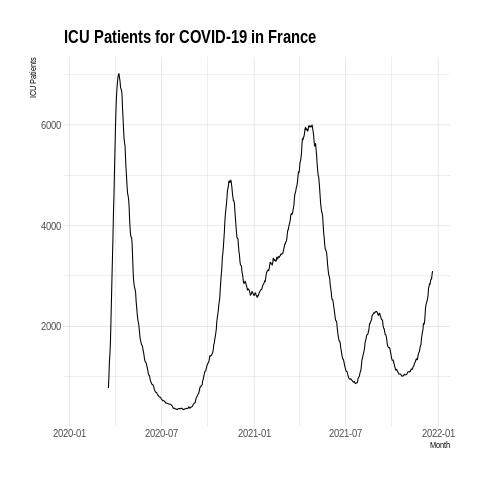 ICU Patients for COVID-19 in France
ICU Patients
6000
4000
2000
2020-01 2020-07 2021-01 2021-07 2022-01
Month